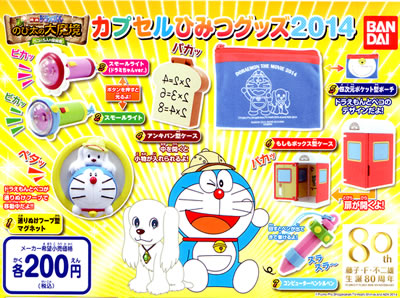 のび太の大魔境
カプセルひみつグッズ2014
BAN
DAI
ピカッ
スモールライト
(ドラミちゃんver.)
ボタンを押すと
光るよ!
ピカッ
スモールライト
パカッ
2×2=4
2×3=6
2×4=8
アンキパン型ケース
中を開くと
小物が入れられるよ!
DORAEMON THE MOVIE 2014
四次元ポケット型ポーチ
ドラえもんとペコの
デザインだよ!
もしもボックス型ケース
パカッ
扉が開くよ!
ペタッ
ドラえもんとペコが
通りぬけフープで
移動中だよ!
通りぬけフープ型
マグネット
メーカー希望小売価格
各200円
(税込)
スラ
スラ〜
コンピューターペンシルペン
80th
藤子・F・不二雄
生誕80周年